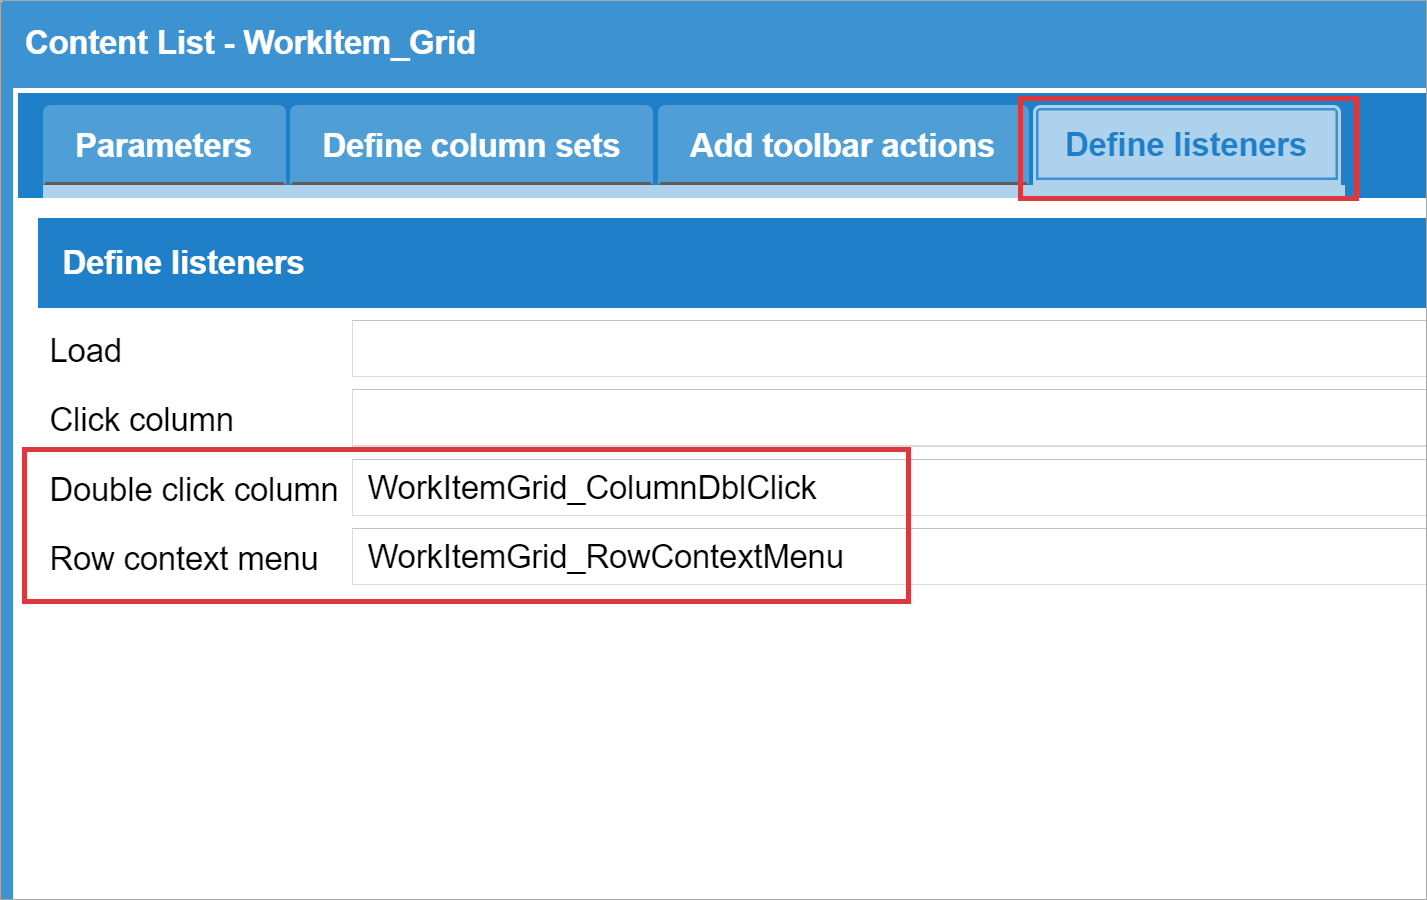 Content List - WorkItem_Grid
Parameters Define column sets Add toolbar actions Define listeners
Define listeners
Load
Click column
Double click column WorkItemGrid_ColumnDblClick
Row context menu WorkItemGrid_RowContextMenu